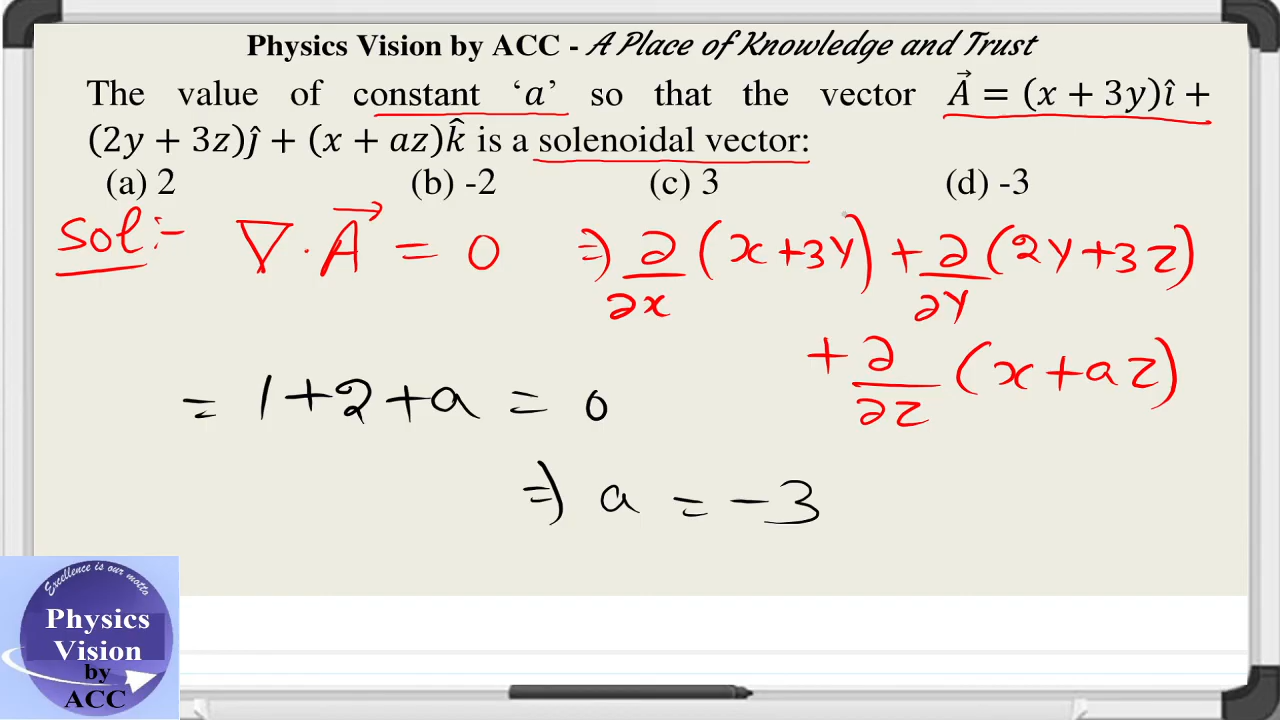 Physics Vision by ACC - A Place of Knowledge and Trust
The value of constant ‘a’ so that the vector A⃗ = (x + 3y)î +
(2y + 3z)ĵ + (x + az)k̂ is a solenoidal vector:
(a) 2 (b) -2 (c) 3 (d) -3
Sol:- ∇·A⃗ = 0 ⇒ ∂/∂x (x+3y) + ∂/∂y (2y+3z)
+ ∂/∂z (x+az)
= 1+2+a = 0
⇒ a = -3
Excellence is our motto
Physics
Vision
by
ACC